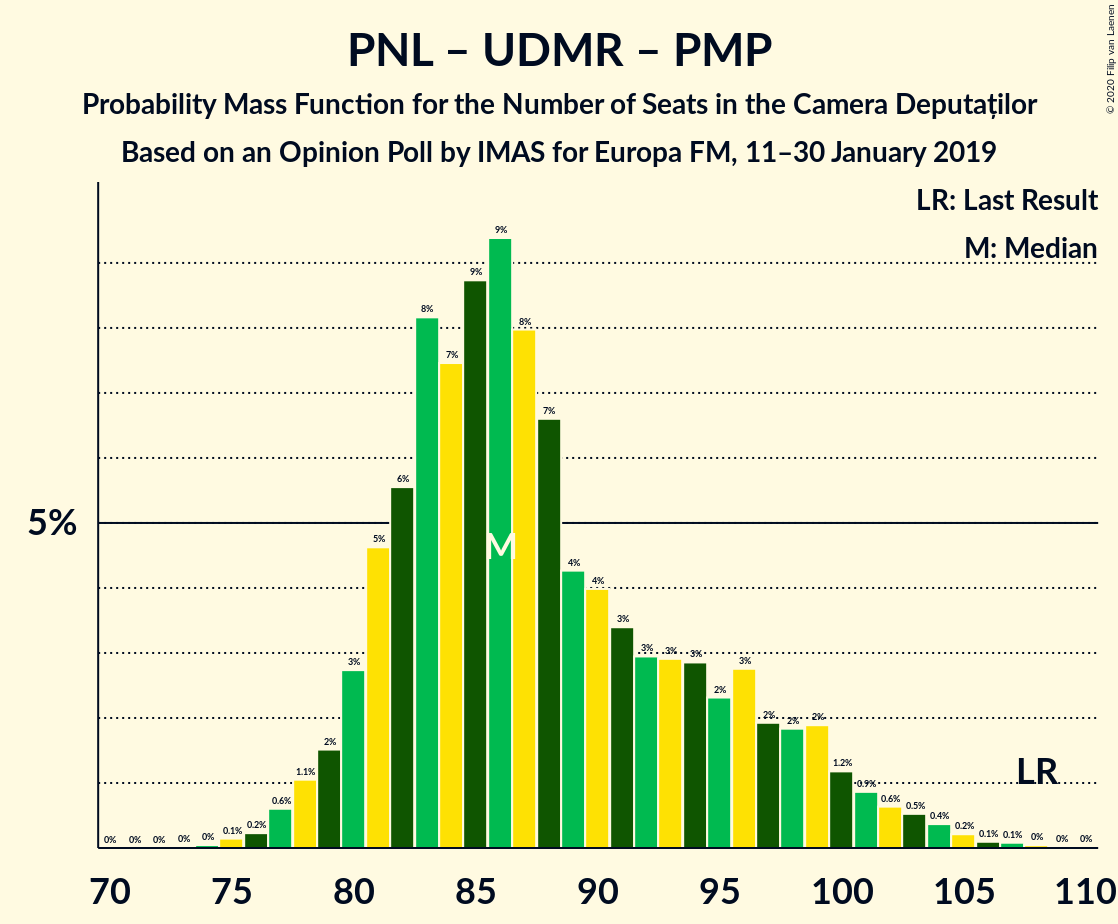 PNL – UDMR – PMP
Probability Mass Function for the Number of Seats in the Camera Deputaților
Based on an Opinion Poll by IMAS for Europa FM, 11–30 January 2019
© 2020 Filip van Laenen
LR: Last Result
M: Median
5%
0% 0% 0% 0% 0% 0.1% 0.2% 0.6% 1.1% 2% 3% 5% 6% 8% 7% 9% 9% 8% 7% 4% 4% 3% 3% 3% 3% 2% 3% 2% 2% 2% 1.2% 0.9% 0.6% 0.5% 0.4% 0.2% 0.1% 0.1% 0% 0% 0%
M
LR
70 75 80 85 90 95 100 105 110